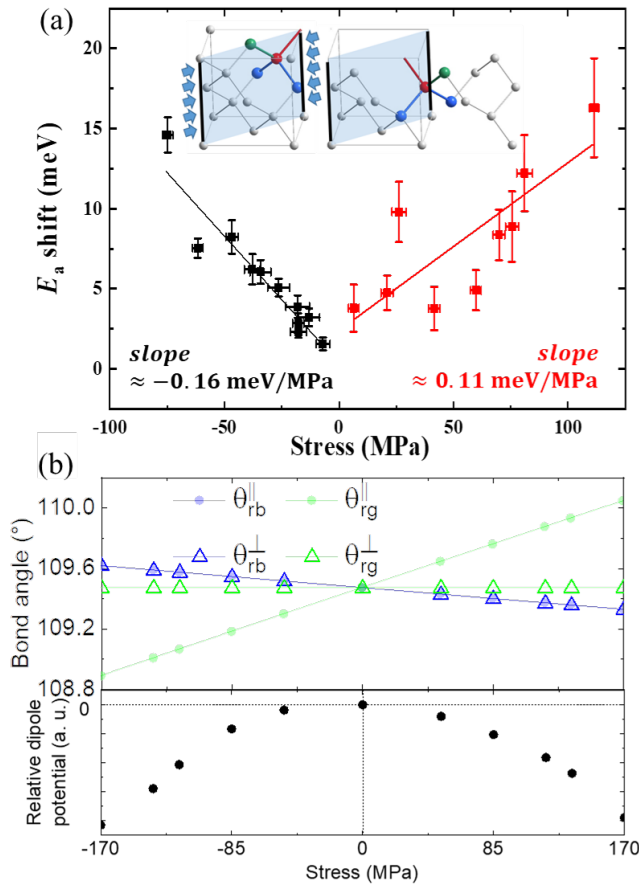 (a)
25
20
15
10
5
0
E_a shift (meV)
slope
≈ −0.16 meV/MPa
slope
≈ 0.11 meV/MPa
-100 -50 0 50 100
Stress (MPa)
(b)
θ_rb^∥ θ_rg^∥
θ_rb^⊥ θ_rg^⊥
110.0
109.6
109.2
108.8
Bond angle (°)
0
Relative dipole
potential (a. u.)
-170 -85 0 85 170
Stress (MPa)